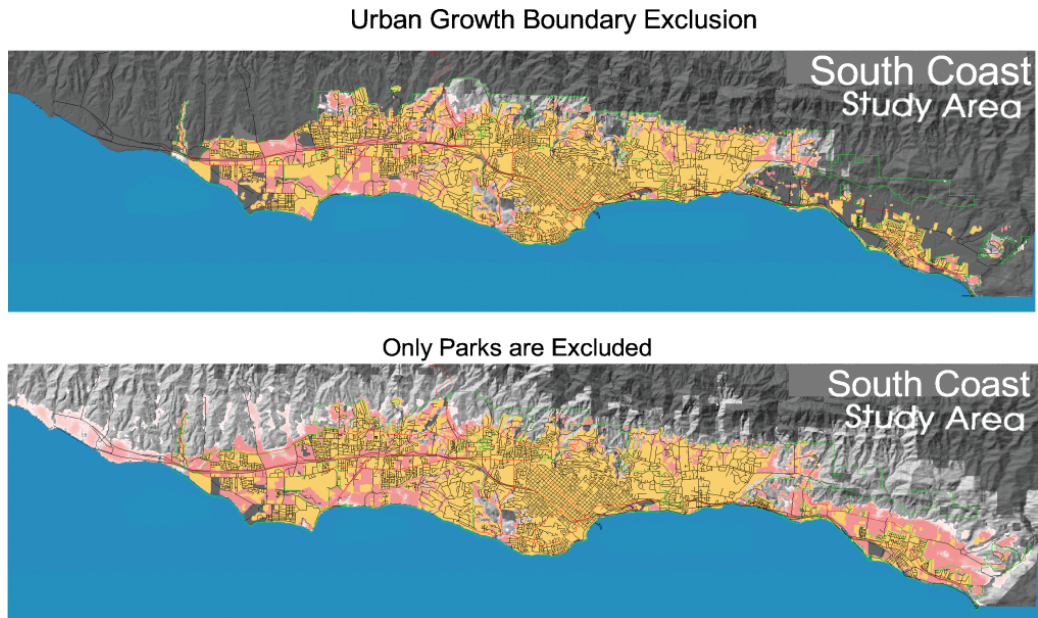 Urban Growth Boundary Exclusion
South Coast
Study Area
Only Parks are Excluded
South Coast
Study Area